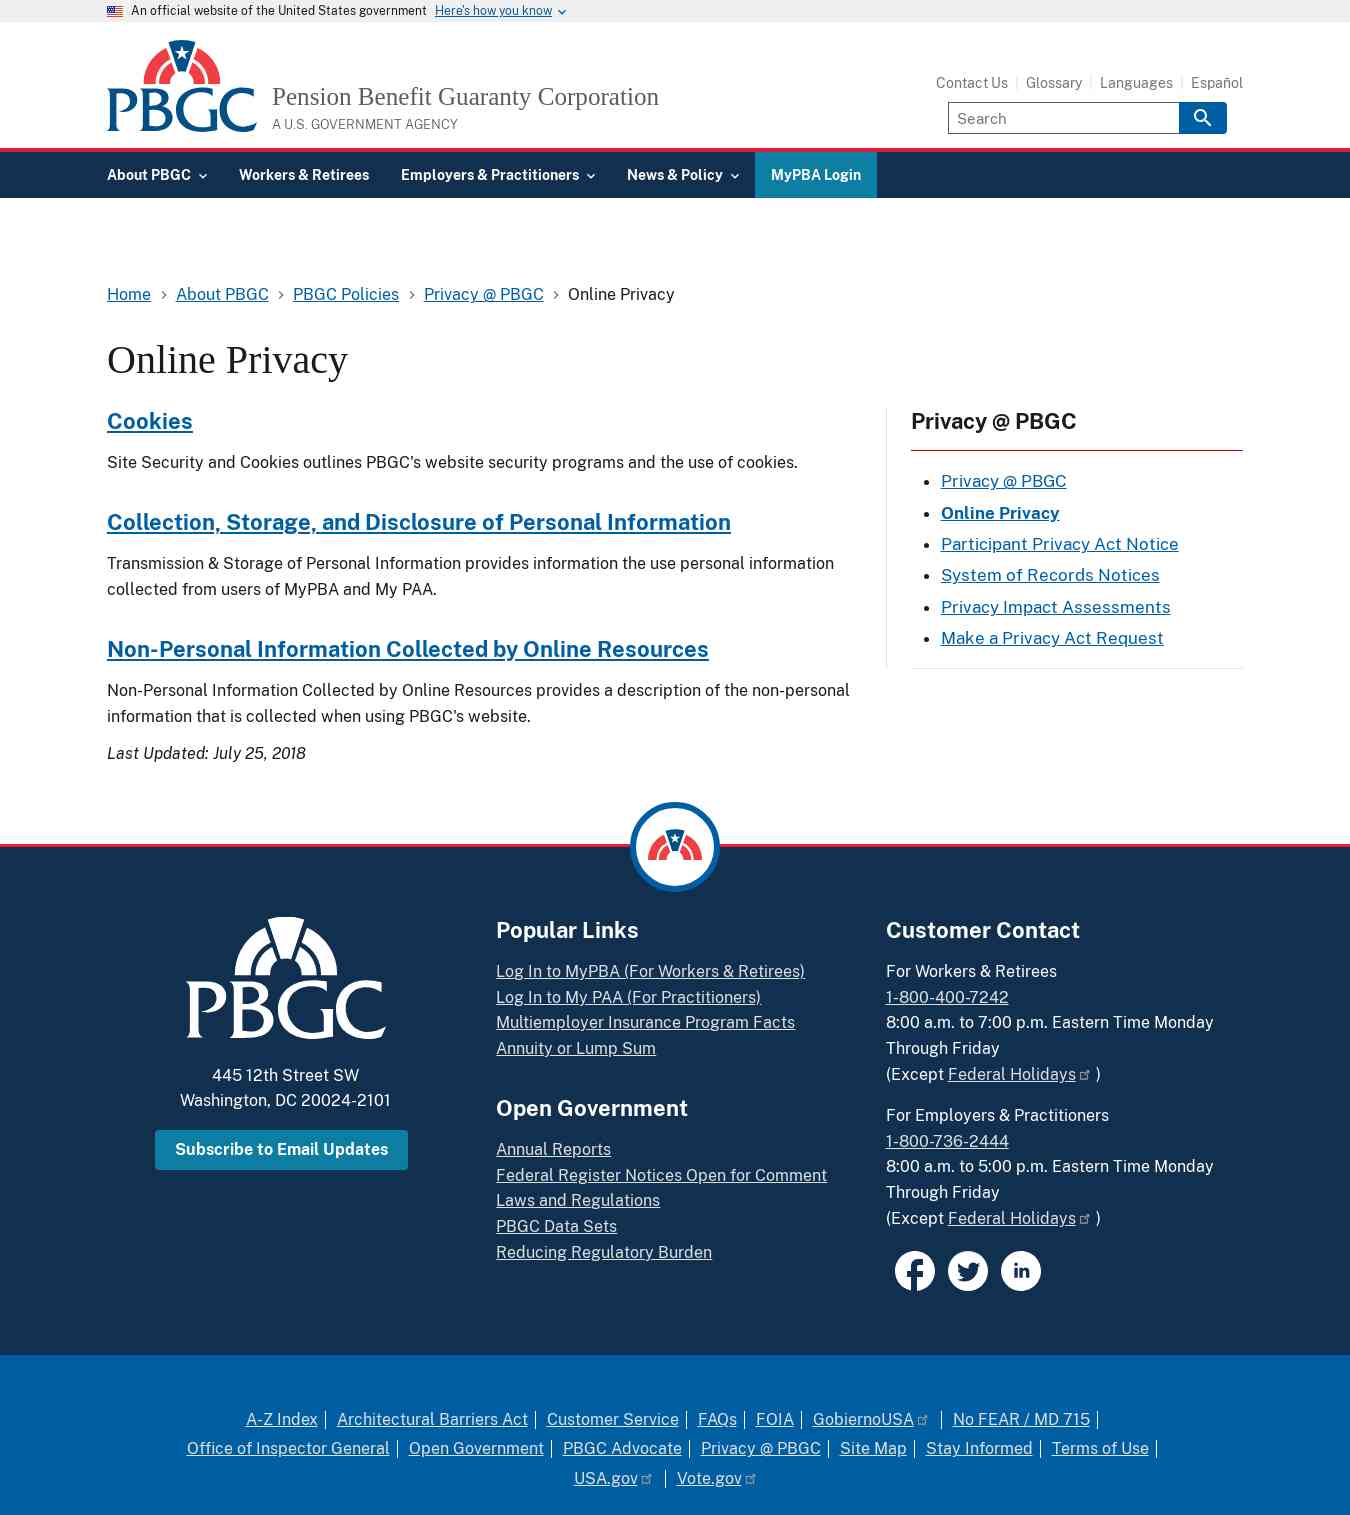 An official website of the United States government Here's how you know
PBGC
Pension Benefit Guaranty Corporation
A U.S. GOVERNMENT AGENCY
Contact Us Glossary Languages Español
Search
About PBGC Workers & Retirees Employers & Practitioners News & Policy MyPBA Login
Home About PBGC PBGC Policies Privacy @ PBGC Online Privacy
Online Privacy
Cookies
Site Security and Cookies outlines PBGC's website security programs and the use of cookies.
Collection, Storage, and Disclosure of Personal Information
Transmission & Storage of Personal Information provides information the use personal information
collected from users of MyPBA and My PAA.
Non-Personal Information Collected by Online Resources
Non-Personal Information Collected by Online Resources provides a description of the non-personal
information that is collected when using PBGC's website.
Last Updated: July 25, 2018
Privacy @ PBGC
Privacy @ PBGC
Online Privacy
Participant Privacy Act Notice
System of Records Notices
Privacy Impact Assessments
Make a Privacy Act Request
PBGC
445 12th Street SW
Washington, DC 20024-2101
Subscribe to Email Updates
Popular Links
Log In to MyPBA (For Workers & Retirees)
Log In to My PAA (For Practitioners)
Multiemployer Insurance Program Facts
Annuity or Lump Sum
Open Government
Annual Reports
Federal Register Notices Open for Comment
Laws and Regulations
PBGC Data Sets
Reducing Regulatory Burden
Customer Contact
For Workers & Retirees
1-800-400-7242
8:00 a.m. to 7:00 p.m. Eastern Time Monday
Through Friday
(Except Federal Holidays )
For Employers & Practitioners
1-800-736-2444
8:00 a.m. to 5:00 p.m. Eastern Time Monday
Through Friday
(Except Federal Holidays )
in
A-Z Index Architectural Barriers Act Customer Service FAQs FOIA GobiernoUSA No FEAR / MD 715
Office of Inspector General Open Government PBGC Advocate Privacy @ PBGC Site Map Stay Informed Terms of Use
USA.gov Vote.gov